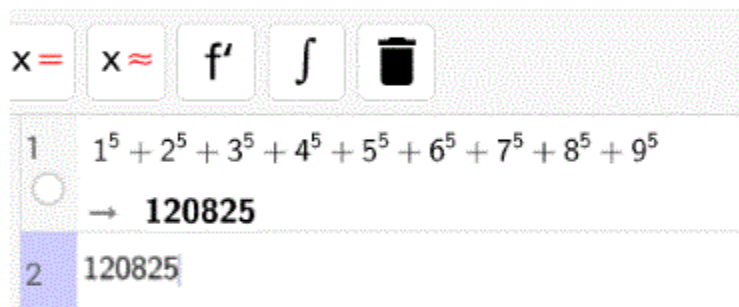 x = x ≈ f′ ∫
1 1⁵ + 2⁵ + 3⁵ + 4⁵ + 5⁵ + 6⁵ + 7⁵ + 8⁵ + 9⁵
→ 120825
2 120825